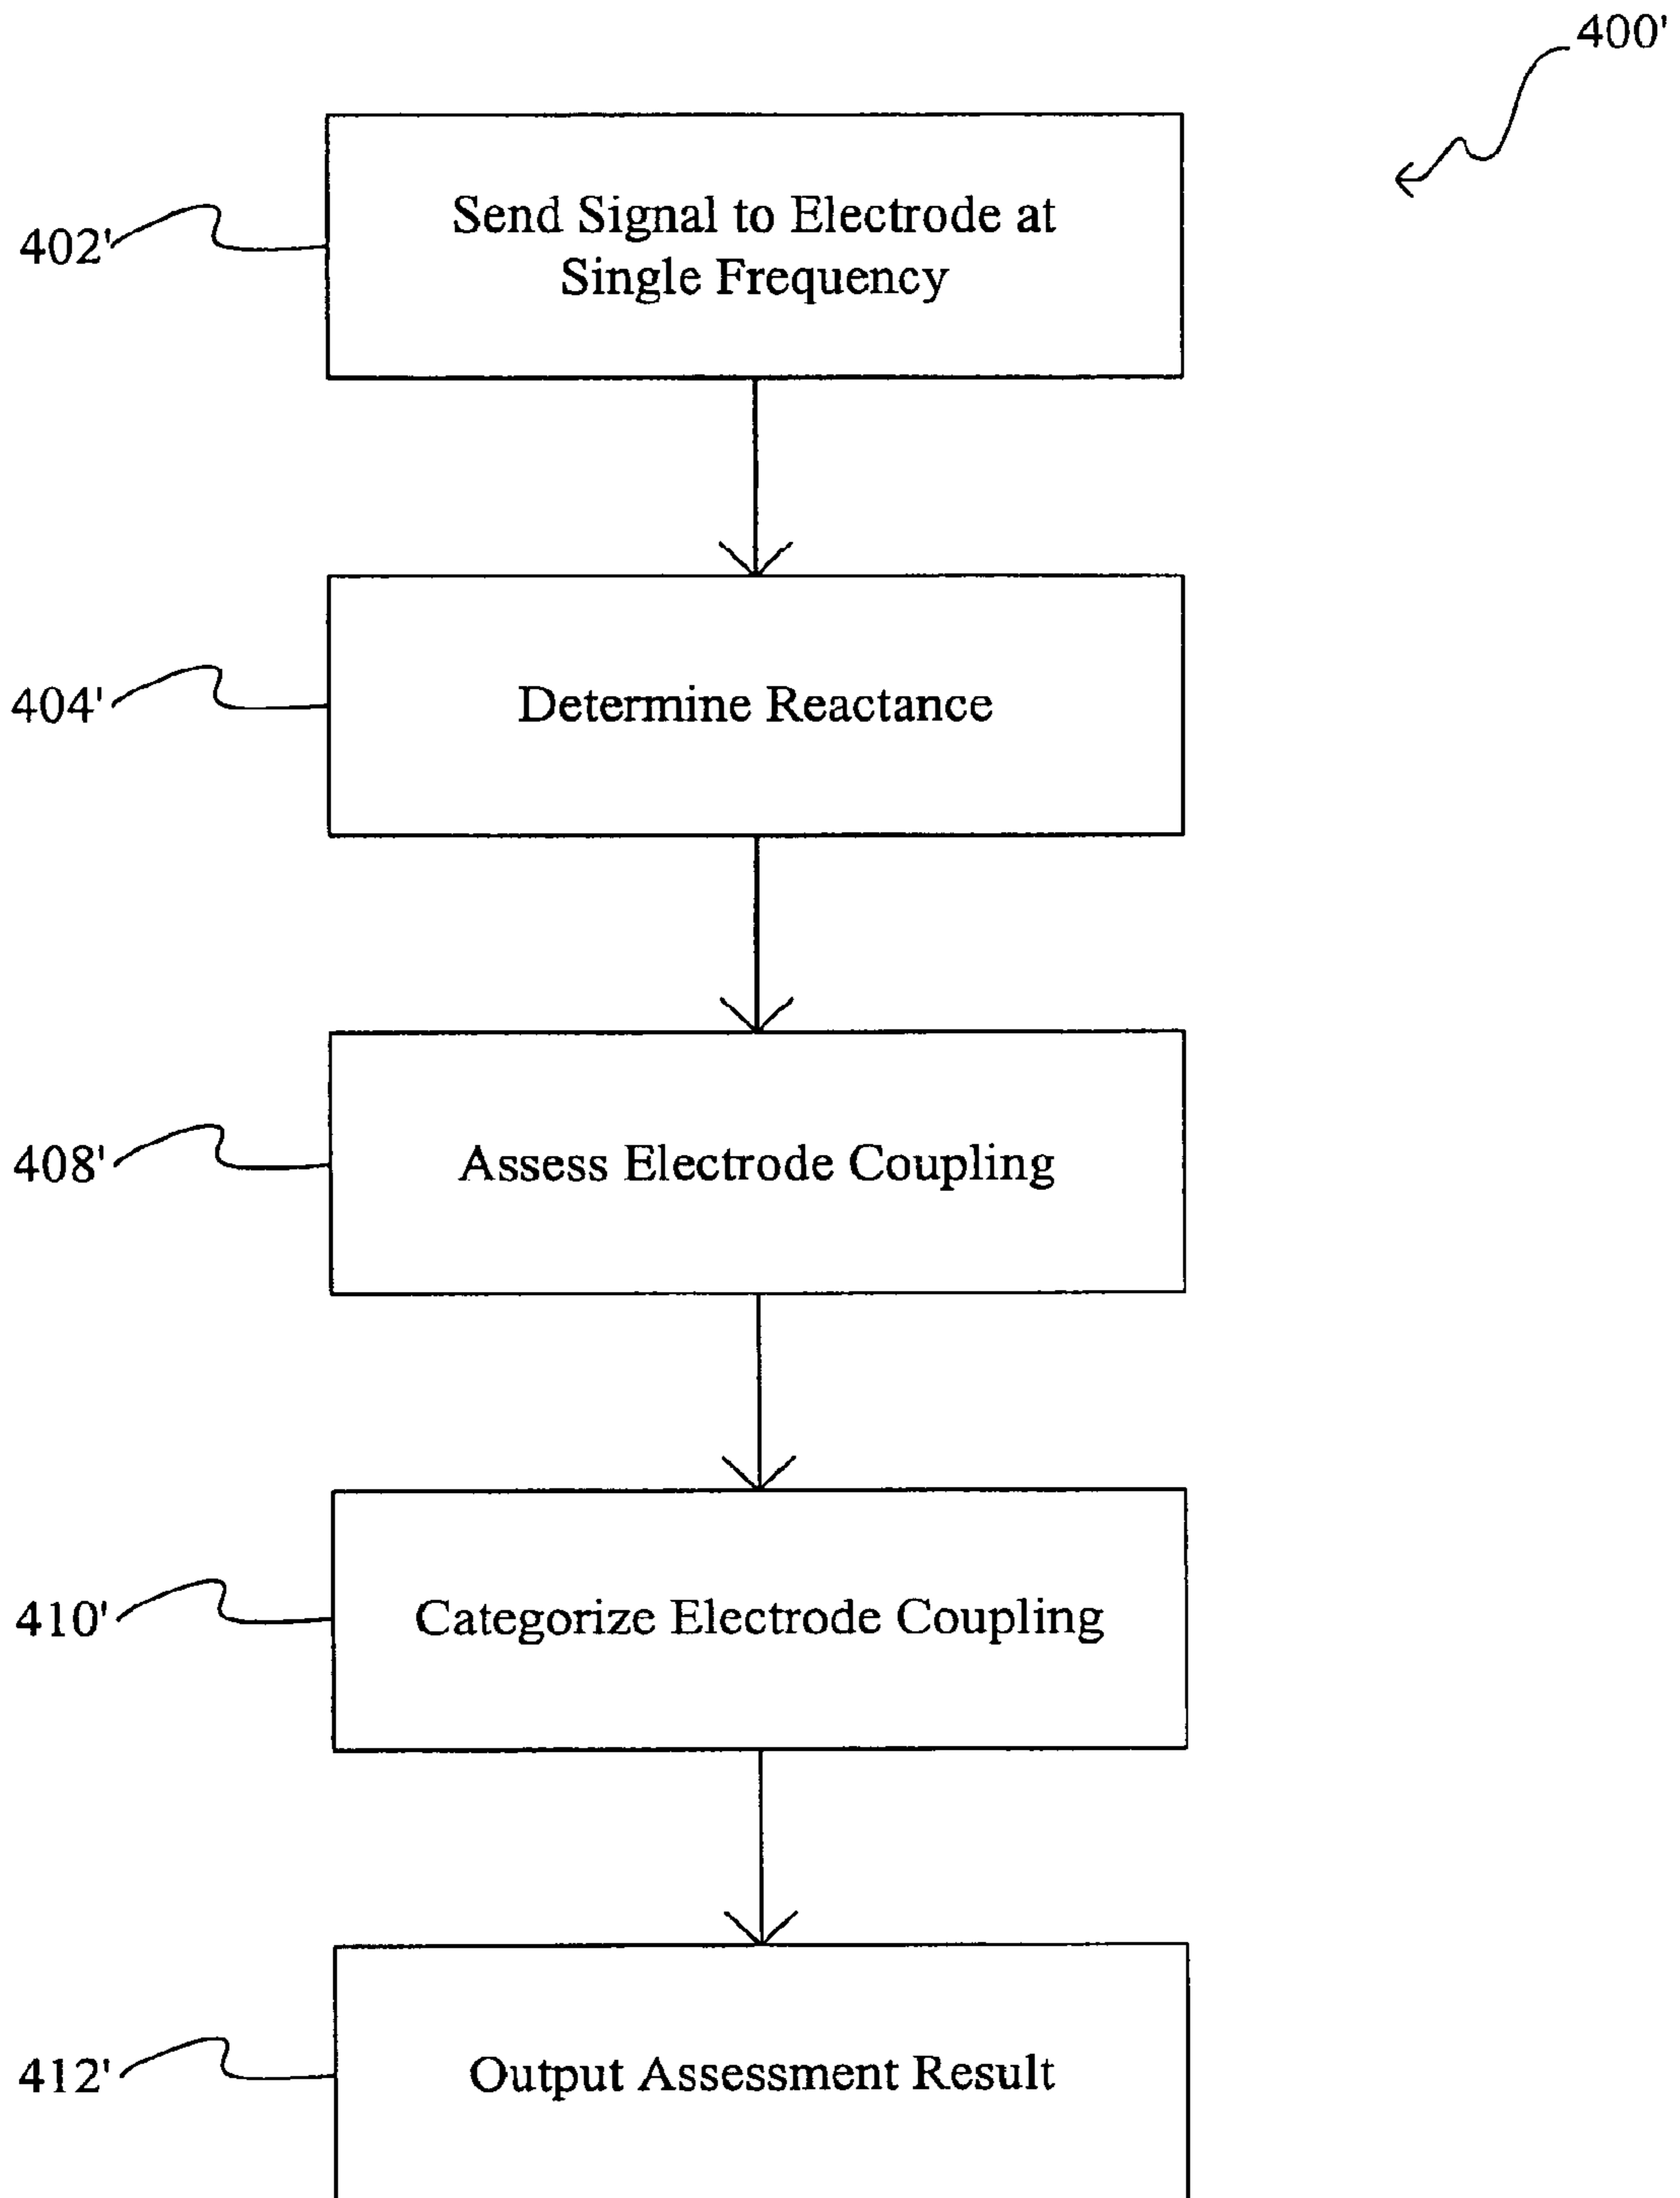 400'
402'
Send Signal to Electrode at
Single Frequency
404'
Determine Reactance
408'
Assess Electrode Coupling
410'
Categorize Electrode Coupling
412'
Output Assessment Result